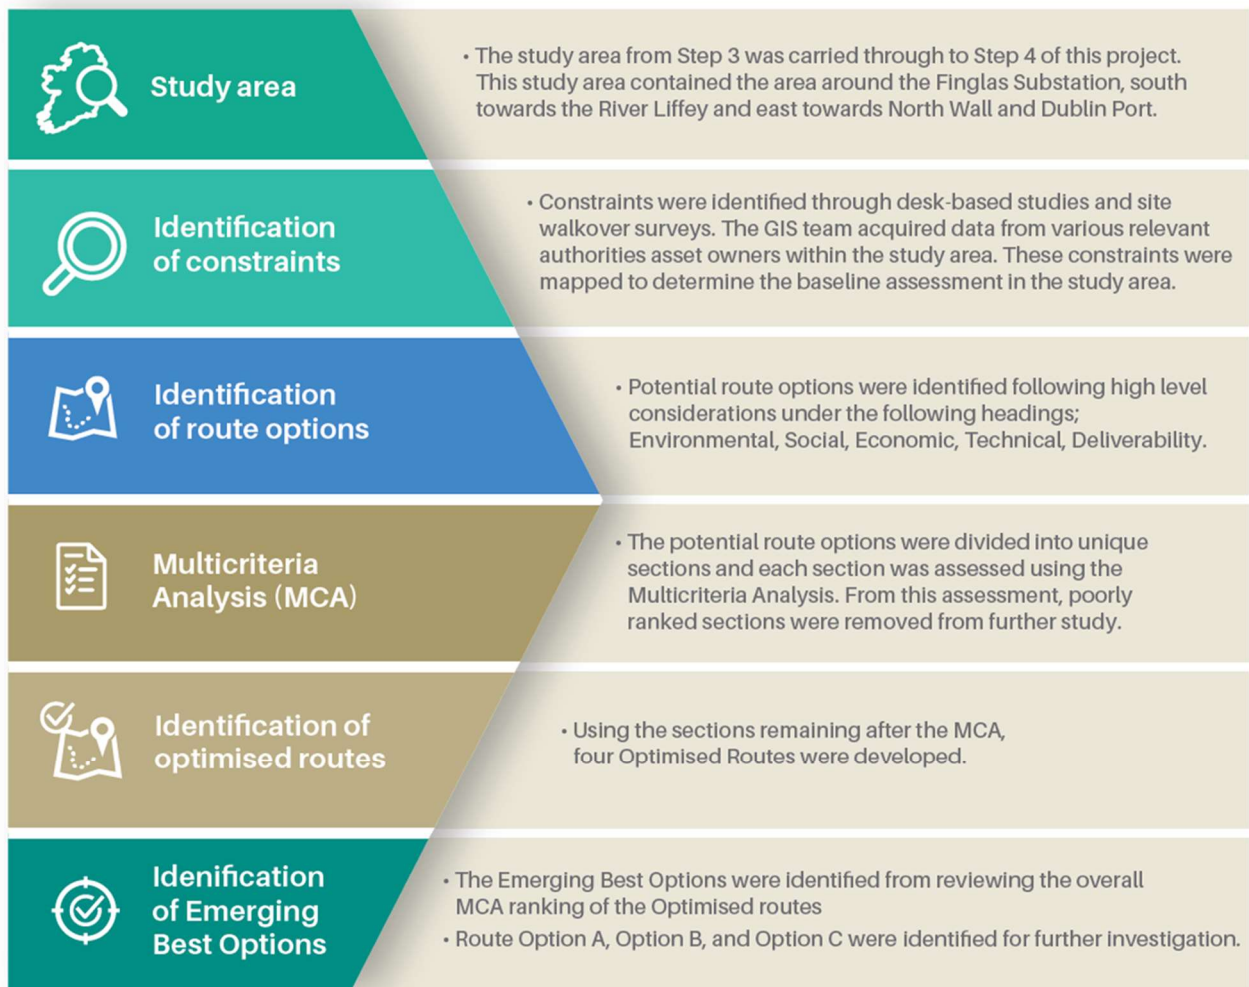 Study area
• The study area from Step 3 was carried through to Step 4 of this project.
This study area contained the area around the Finglas Substation, south
towards the River Liffey and east towards North Wall and Dublin Port.
Identification
of constraints
• Constraints were identified through desk-based studies and site
walkover surveys. The GIS team acquired data from various relevant
authorities asset owners within the study area. These constraints were
mapped to determine the baseline assessment in the study area.
Identification
of route options
• Potential route options were identified following high level
considerations under the following headings;
Environmental, Social, Economic, Technical, Deliverability.
Multicriteria
Analysis (MCA)
• The potential route options were divided into unique
sections and each section was assessed using the
Multicriteria Analysis. From this assessment, poorly
ranked sections were removed from further study.
Identification of
optimised routes
• Using the sections remaining after the MCA,
four Optimised Routes were developed.
Idenification
of Emerging
Best Options
• The Emerging Best Options were identified from reviewing the overall
MCA ranking of the Optimised routes
• Route Option A, Option B, and Option C were identified for further investigation.